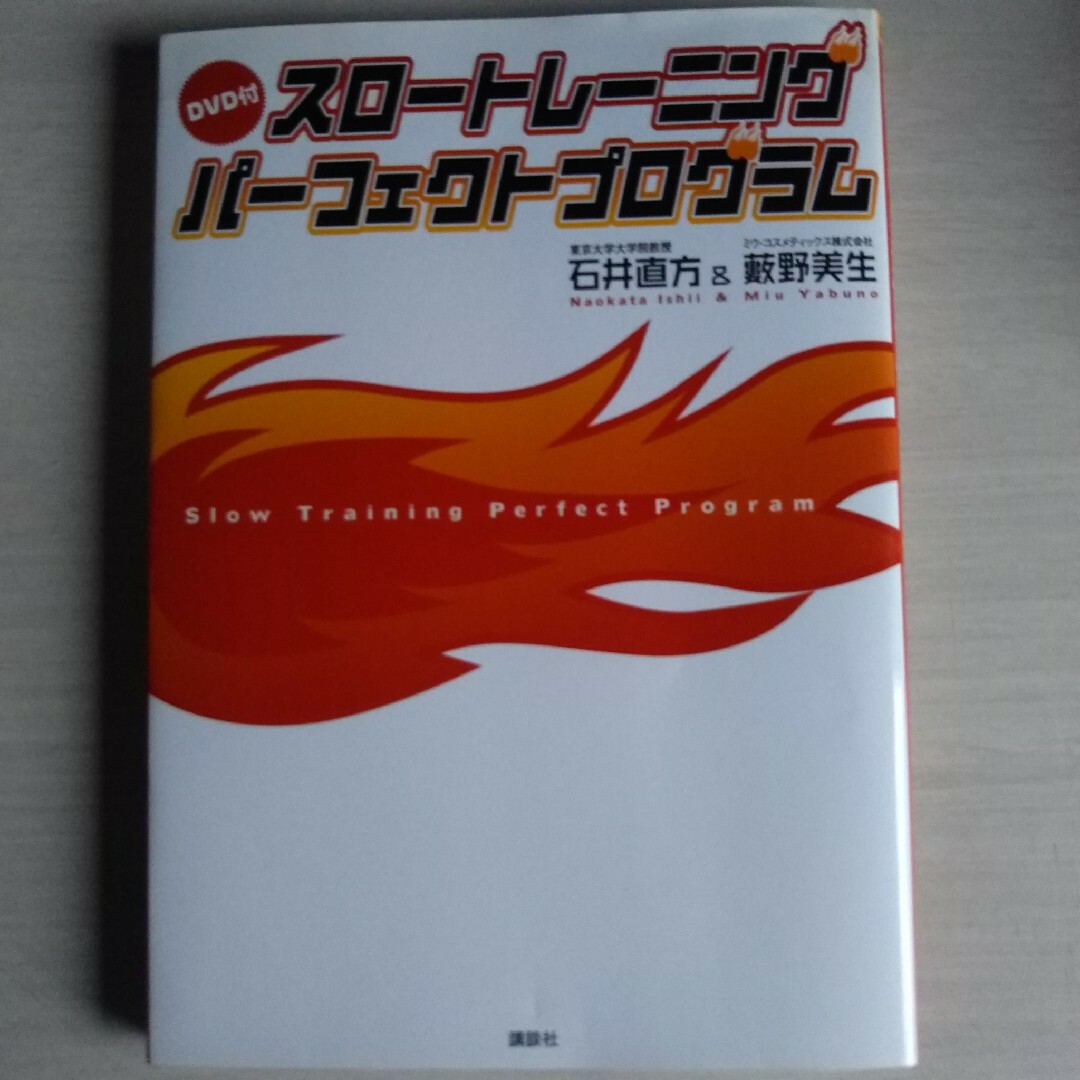 DVD付
スロートレーニング
パーフェクトプログラム
東京大学大学院教授
石井直方 &
Naokata Ishii &
ミウ・コスメティックス株式会社
藪野美生
Miu Yabuno
Slow Training Perfect Program
講談社